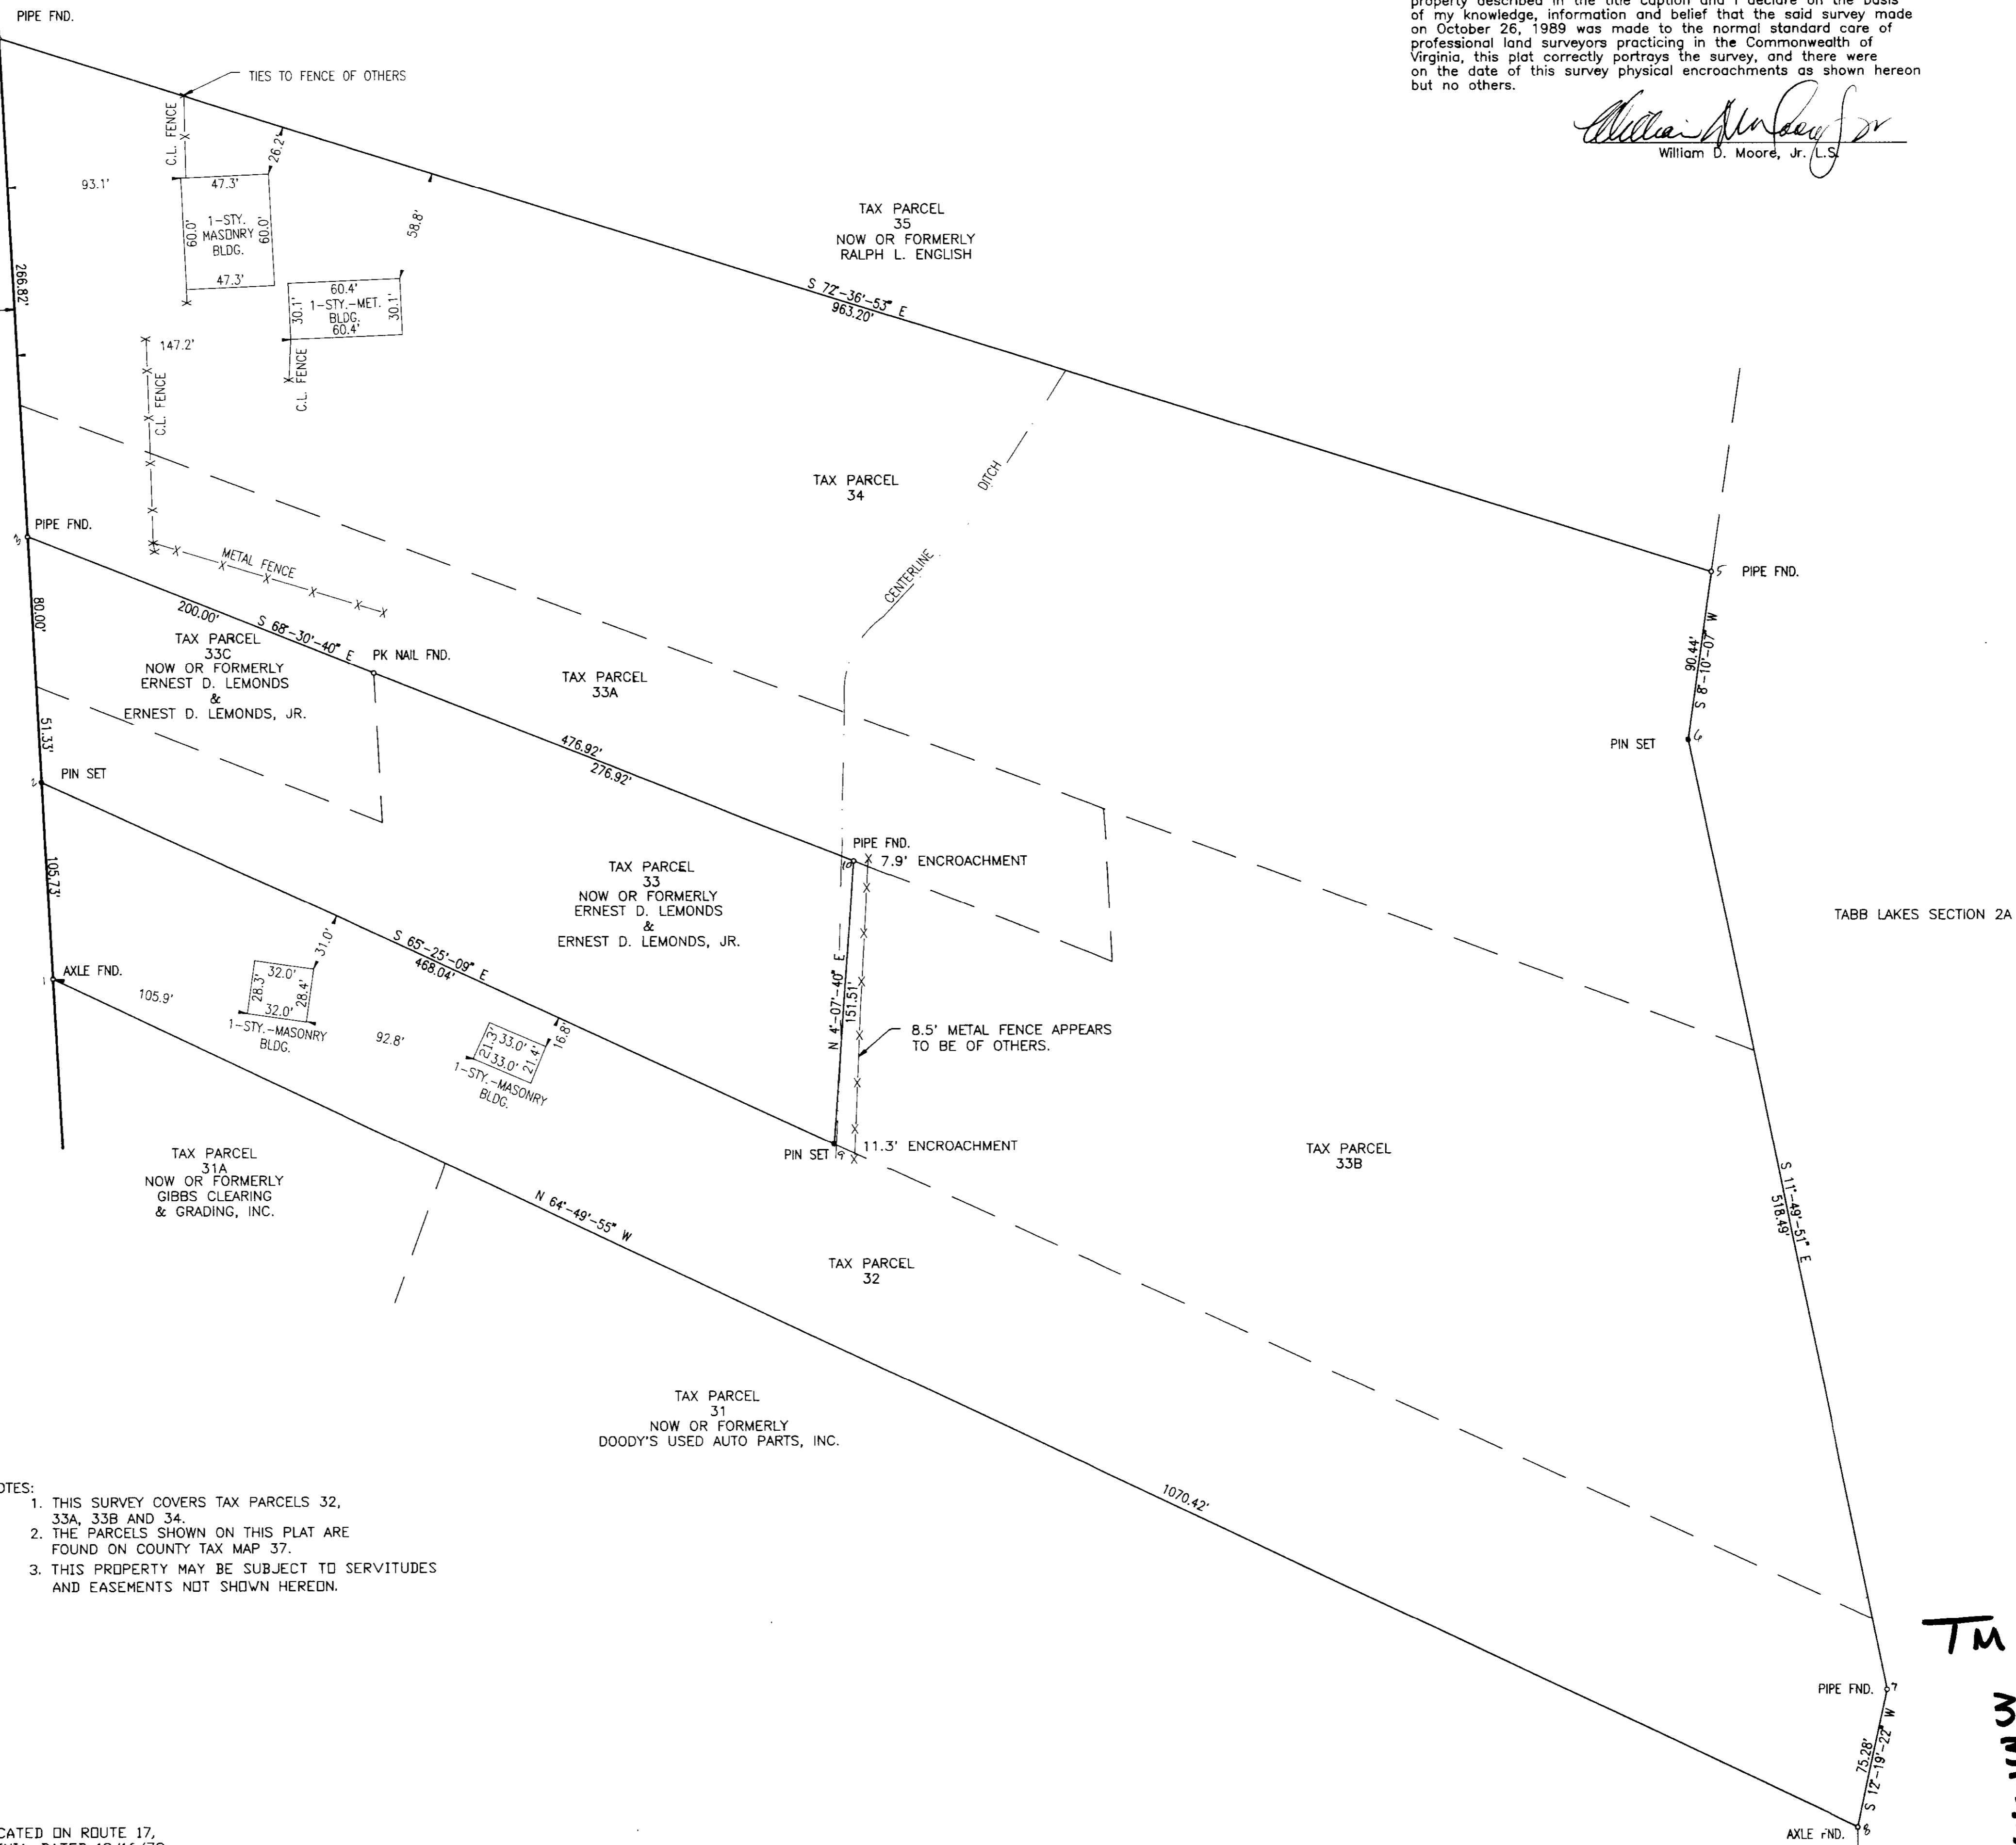 PIPE FND.
property described in the title caption and I declare on the basis
of my knowledge, information and belief that the said survey made
on October 26, 1989 was made to the normal standard care of
professional land surveyors practicing in the Commonwealth of
Virginia, this plat correctly portrays the survey, and there were
on the date of this survey physical encroachments as shown hereon
but no others.
William D. Moore, Jr. L.S.
TIES TO FENCE OF OTHERS
C.L. FENCE
26.2'
93.1'
47.3'
60.0'
1-STY.
MASONRY
BLDG.
60.0'
47.3'
58.8'
266.82'
60.4'
30.1'
1-STY.-MET.
BLDG.
30.1'
60.4'
147.2'
C.L. FENCE
C.L. FENCE
TAX PARCEL
35
NOW OR FORMERLY
RALPH L. ENGLISH
S 72°-36'-53" E
963.20'
TAX PARCEL
34
DITCH
CENTERLINE
3
PIPE FND.
METAL FENCE
5 PIPE FND.
90.44'
S 8°-10'-07" W
PIN SET
6
80.00'
200.00'
S 68°-30'-40" E
PK NAIL FND.
TAX PARCEL
33C
NOW OR FORMERLY
ERNEST D. LEMONDS
&
ERNEST D. LEMONDS, JR.
TAX PARCEL
33A
51.33'
476.92'
276.92'
2
PIN SET
105.73'
PIPE FND.
10
7.9' ENCROACHMENT
TAX PARCEL
33
NOW OR FORMERLY
ERNEST D. LEMONDS
&
ERNEST D. LEMONDS, JR.
TABB LAKES SECTION 2A
S 65°-25'-09" E
468.04'
1
AXLE FND.
105.9'
31.0'
32.0'
28.3'
28.4'
32.0'
1-STY.-MASONRY
BLDG.
92.8'
16.8'
33.0'
21.3'
21.4'
33.0'
1-STY.-MASONRY
BLDG.
N 4°-07'-40" E
151.51'
8.5' METAL FENCE APPEARS
TO BE OF OTHERS.
PIN SET
9
11.3' ENCROACHMENT
TAX PARCEL
33B
TAX PARCEL
31A
NOW OR FORMERLY
GIBBS CLEARING
& GRADING, INC.
N 64°-49'-55" W
S 11°-49'-51" E
518.49'
TAX PARCEL
32
TAX PARCEL
31
NOW OR FORMERLY
DOODY'S USED AUTO PARTS, INC.
1070.42'
OTES:
1. THIS SURVEY COVERS TAX PARCELS 32,
33A, 33B AND 34.
2. THE PARCELS SHOWN ON THIS PLAT ARE
FOUND ON COUNTY TAX MAP 37.
3. THIS PROPERTY MAY BE SUBJECT TO SERVITUDES
AND EASEMENTS NOT SHOWN HEREON.
TM
PIPE FND.
7
75.28'
S 12°-19'-22" W
AXLE FND.
8
CATED ON ROUTE 17,